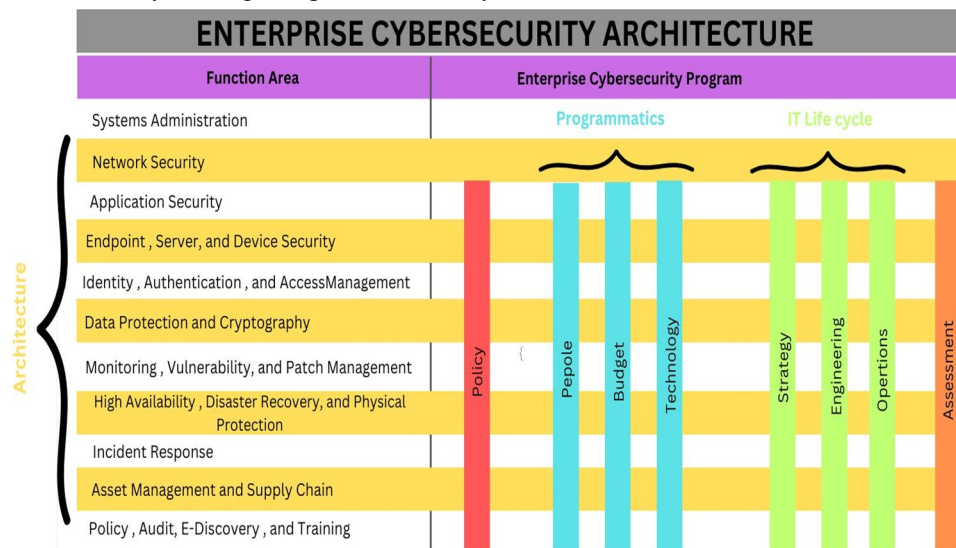 ENTERPRISE CYBERSECURITY ARCHITECTURE
Function Area
Enterprise Cybersecurity Program
Systems Administration
Programmatics
IT Life cycle
Network Security
Application Security
Endpoint , Server, and Device Security
Identity , Authentication , and AccessManagement
Data Protection and Cryptography
Monitoring , Vulnerability, and Patch Management
High Availability , Disaster Recovery, and Physical
Protection
Incident Response
Asset Management and Supply Chain
Policy , Audit, E-Discovery , and Training
Architecture
Policy
Pepole
Budget
Technology
Strategy
Engineering
Opertions
Assessment